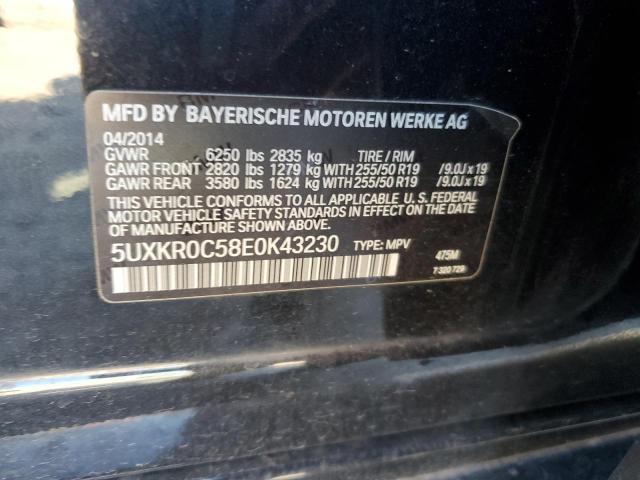 MFD BY BAYERISCHE MOTOREN WERKE AG
04/2014
GVWR 6250 lbs 2835 kg TIRE / RIM
GAWR FRONT 2820 lbs 1279 kg WITH 255/50 R19 /9.0J x 19
GAWR REAR 3580 lbs 1624 kg WITH 255/50 R19 /9.0J x 19
THIS VEHICLE CONFORMS TO ALL APPLICABLE U. S. FEDERAL
MOTOR VEHICLE SAFETY STANDARDS IN EFFECT ON THE DATE OF
MANUFACTURE SHOWN ABOVE.
5UXKR0C58E0K43230 TYPE: MPV 475M
7 320 729